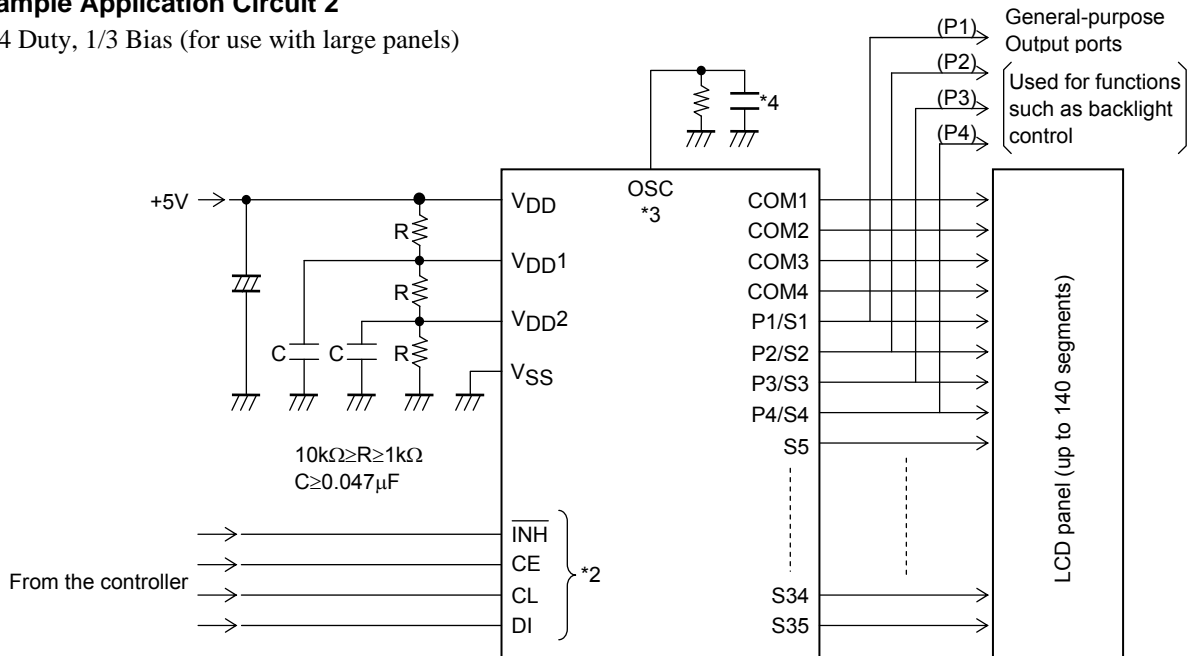 ample Application Circuit 2
4 Duty, 1/3 Bias (for use with large panels)
(P1)
General-purpose
Output ports
(P2)
Used for functions
such as backlight
control
(P3)
(P4)
*4
+5V
VDD
OSC
*3
COM1
R
COM2
VDD1
COM3
R
COM4
VDD2
P1/S1
C
C
R
P2/S2
VSS
P3/S3
P4/S4
S5
10kΩ≥R≥1kΩ
C≥0.047μF
LCD panel (up to 140 segments)
INH
CE
*2
From the controller
CL
S34
DI
S35